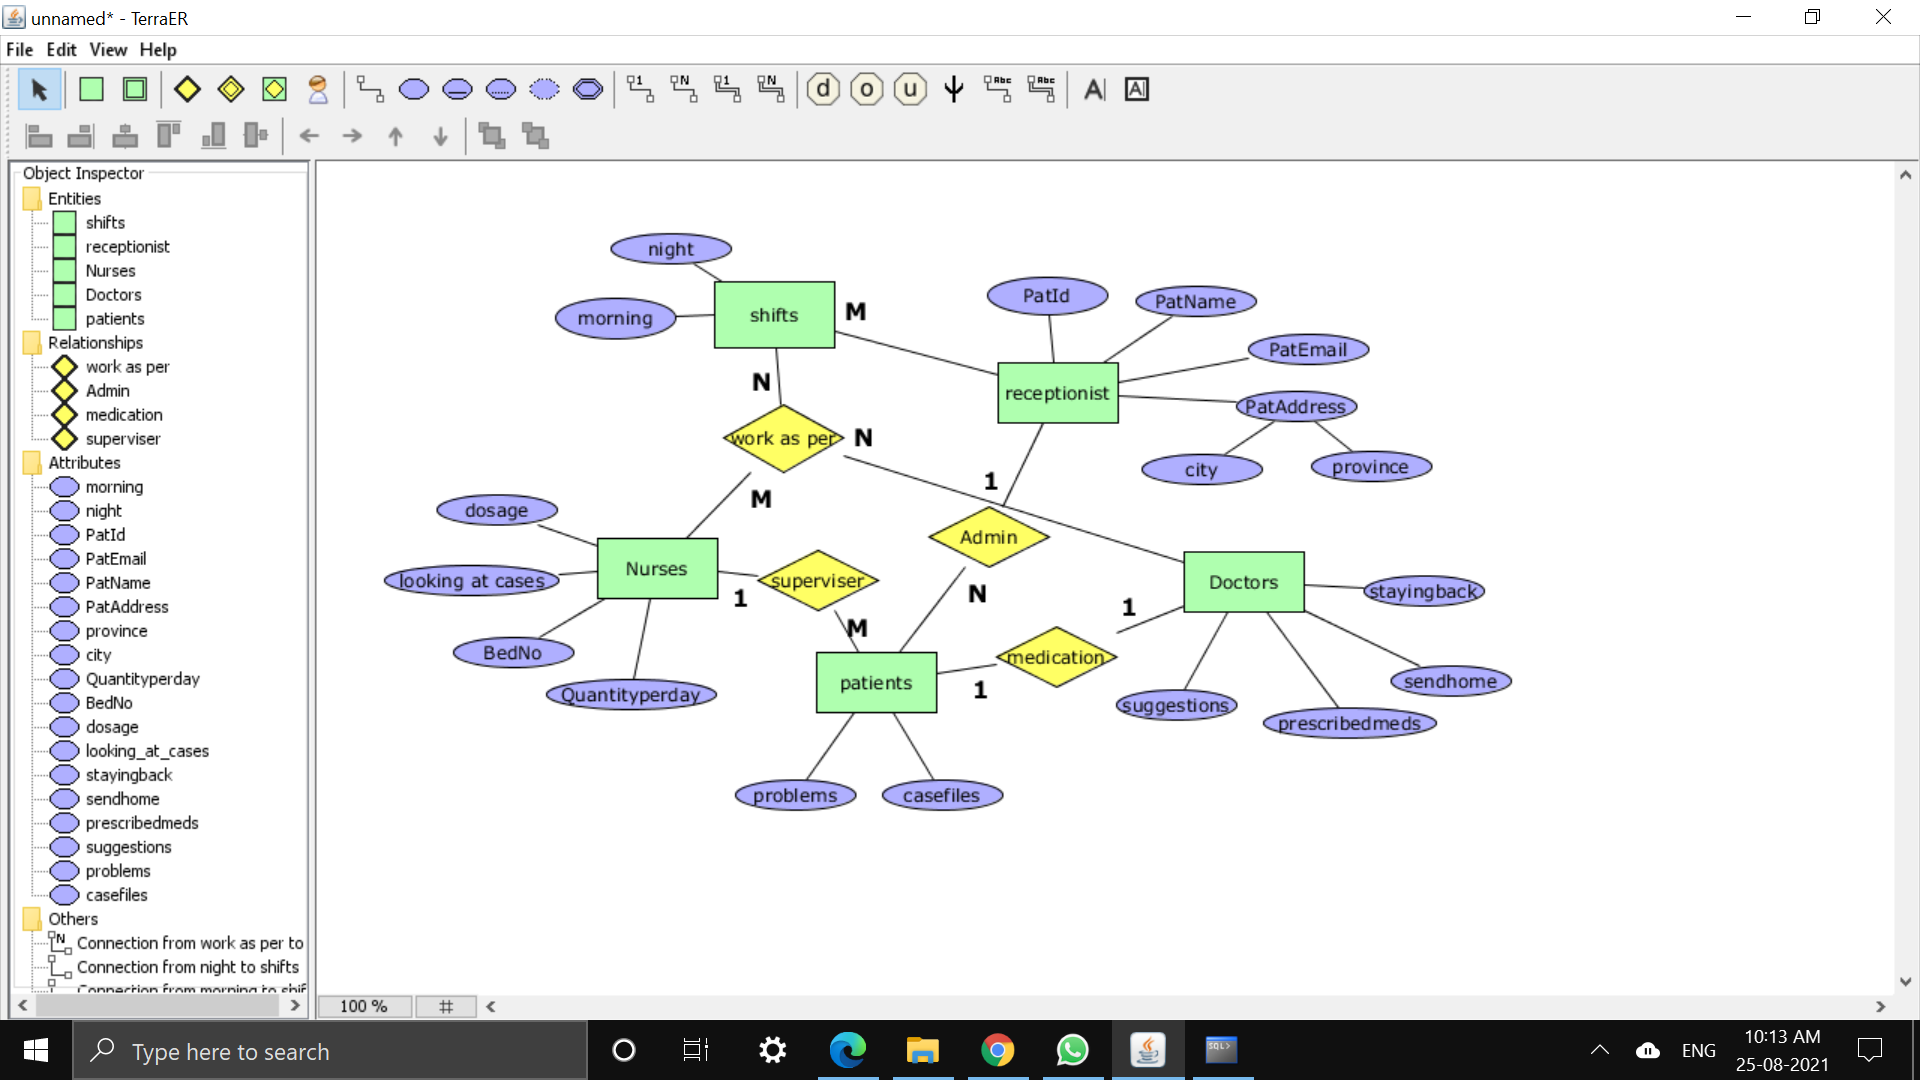 unnamed* - TerraER
File Edit View Help
1 N 1 N d o u Abc Abc A A
Object Inspector
Entities
shifts
receptionist
Nurses
Doctors
patients
Relationships
work as per
Admin
medication
superviser
Attributes
morning
night
PatId
PatEmail
PatName
PatAddress
province
city
Quantityperday
BedNo
dosage
looking_at_cases
stayingback
sendhome
prescribedmeds
suggestions
problems
casefiles
Others
N Connection from work as per to
Connection from night to shifts
Connection from morning to shif
night
morning
shifts
M
PatId
PatName
PatEmail
receptionist
PatAddress
city
province
N
work as per
N
M
1
dosage
looking at cases
Nurses
BedNo
Quantityperday
1
superviser
M
Admin
N
Doctors
stayingback
1
medication
1
patients
suggestions
sendhome
prescribedmeds
problems
casefiles
100 %
Type here to search
SQL>
ENG
10:13 AM
25-08-2021